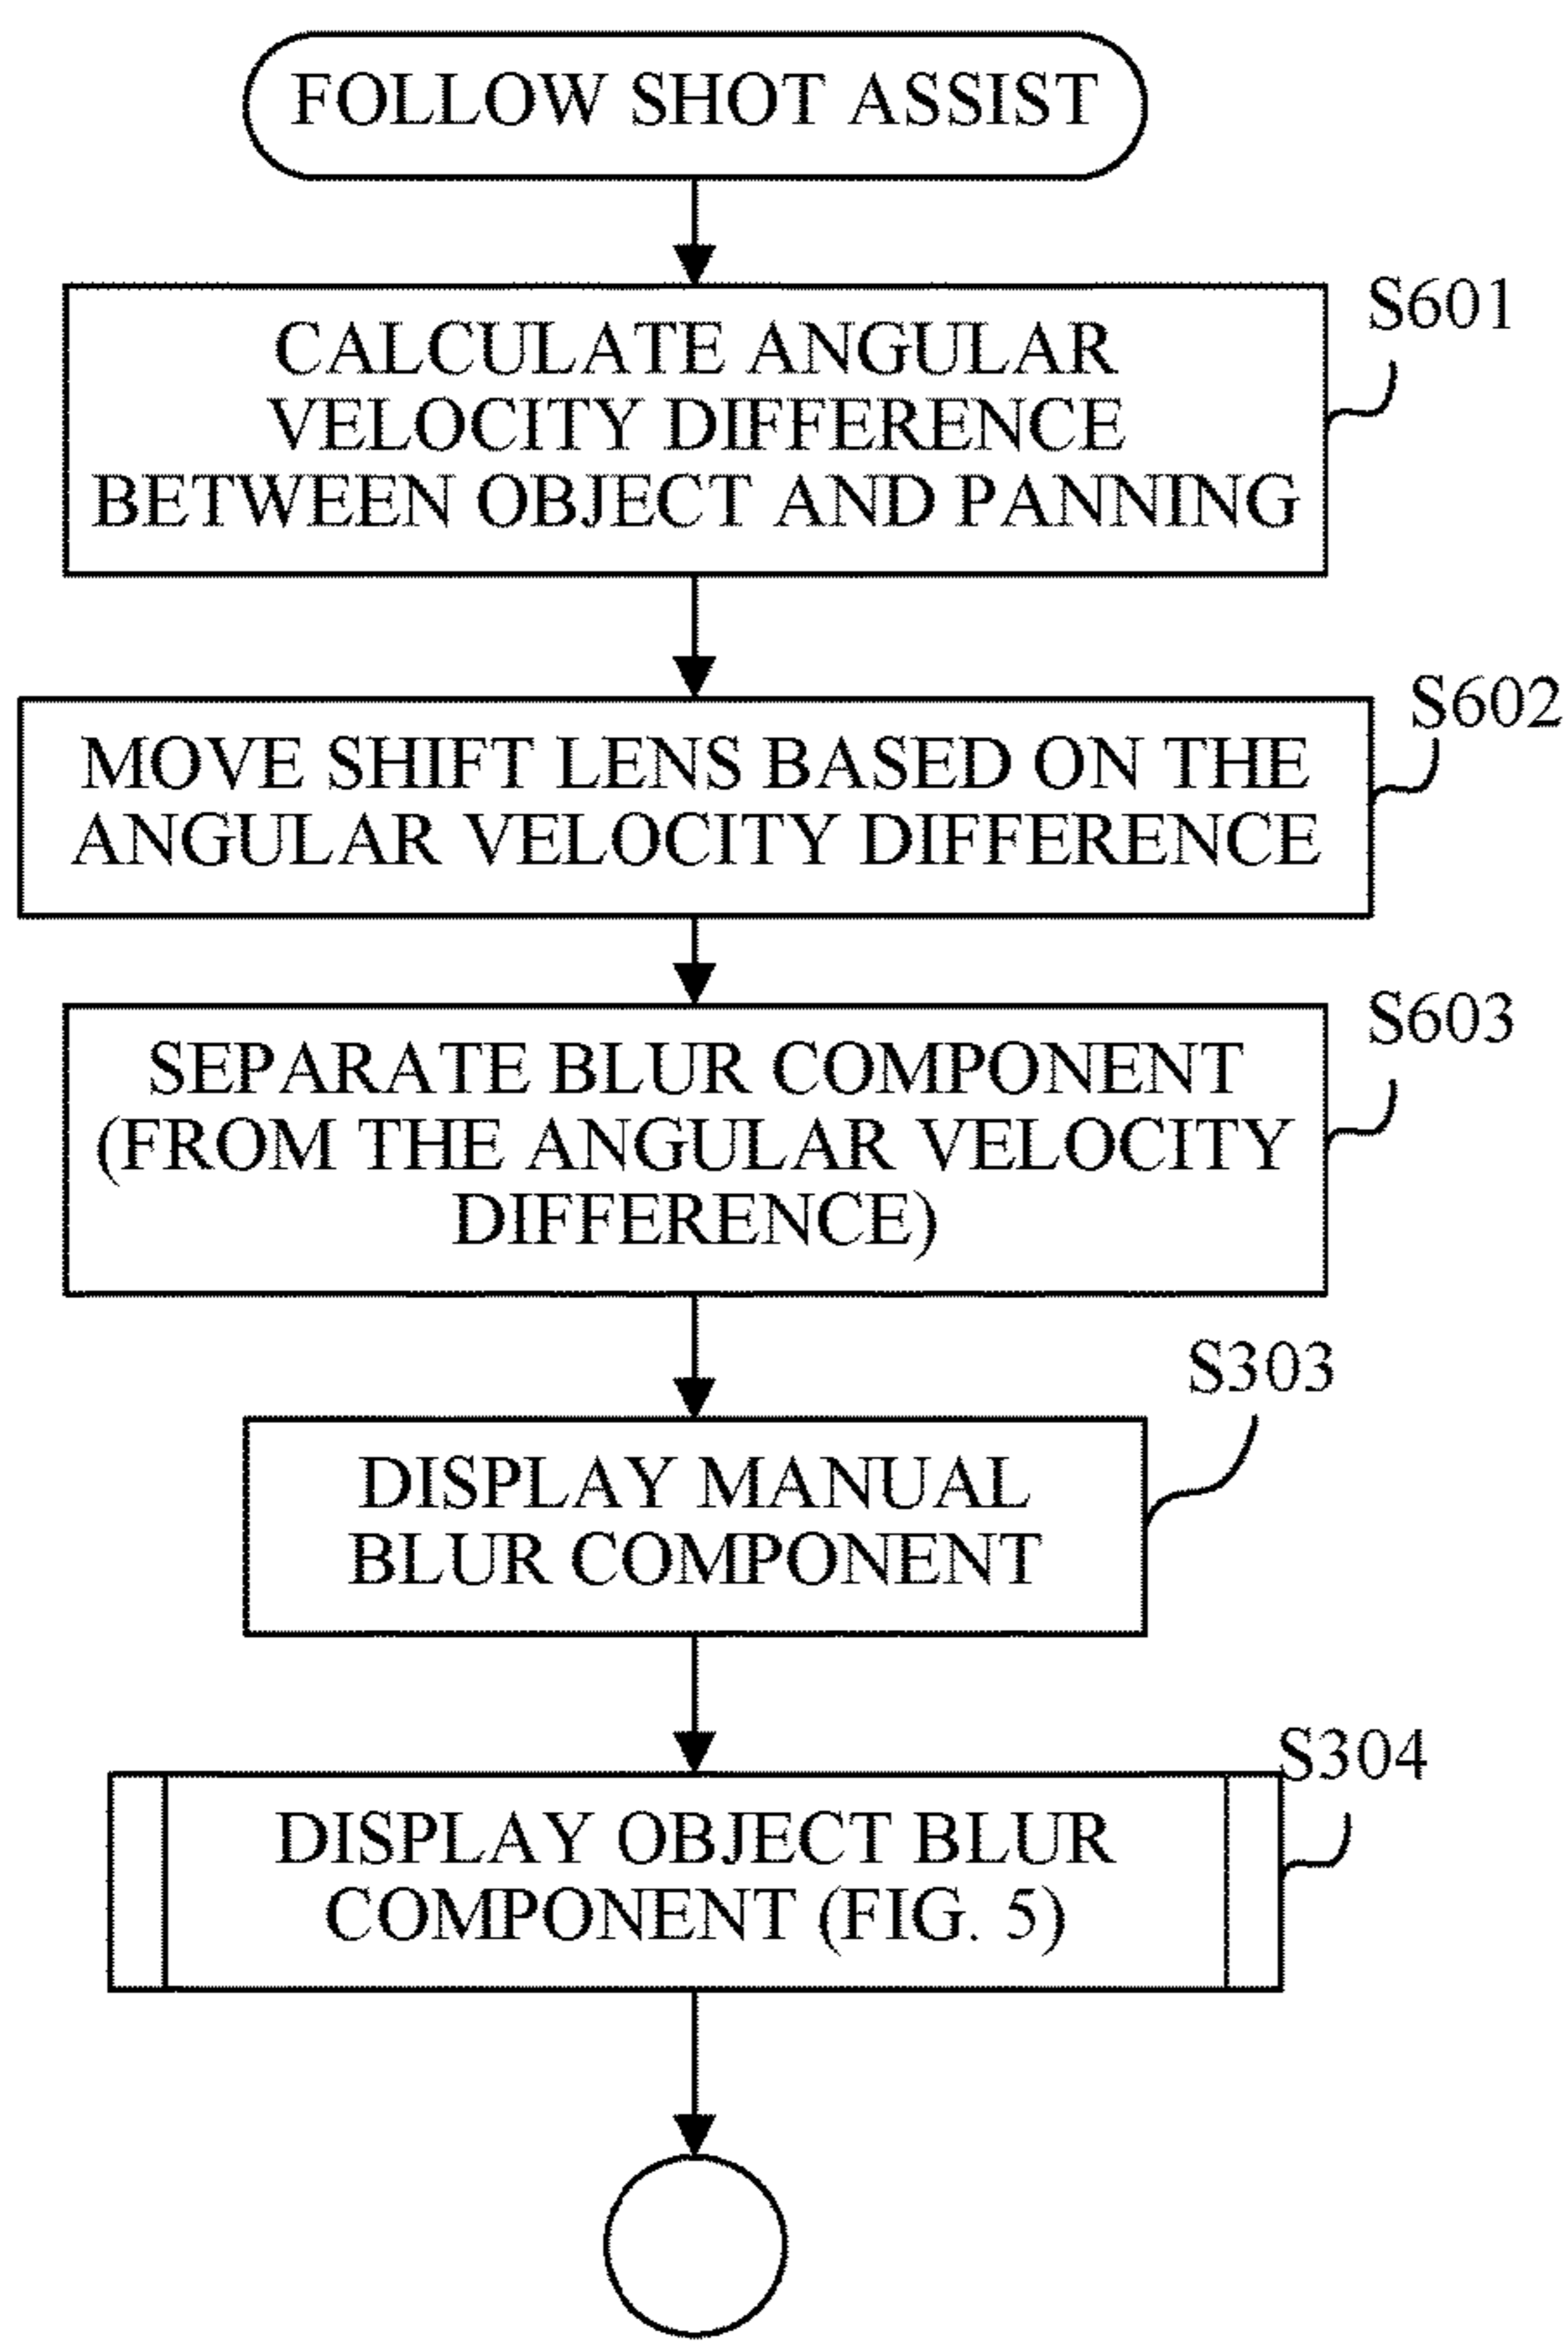 FOLLOW SHOT ASSIST
S601
CALCULATE ANGULAR
VELOCITY DIFFERENCE
BETWEEN OBJECT AND PANNING
S602
MOVE SHIFT LENS BASED ON THE
ANGULAR VELOCITY DIFFERENCE
S603
SEPARATE BLUR COMPONENT
(FROM THE ANGULAR VELOCITY
DIFFERENCE)
S303
DISPLAY MANUAL
BLUR COMPONENT
S304
DISPLAY OBJECT BLUR
COMPONENT (FIG. 5)